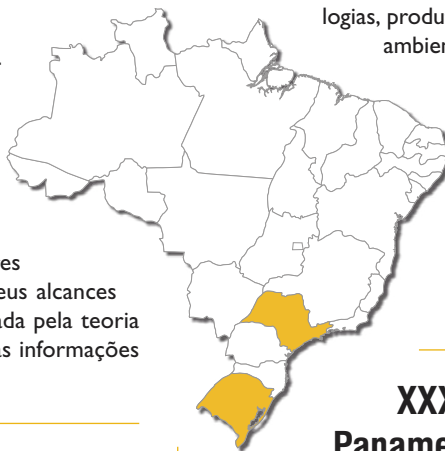 logias, produ
ambien
es
eus alcances
ada pela teoria
as informações
XXX
Paname